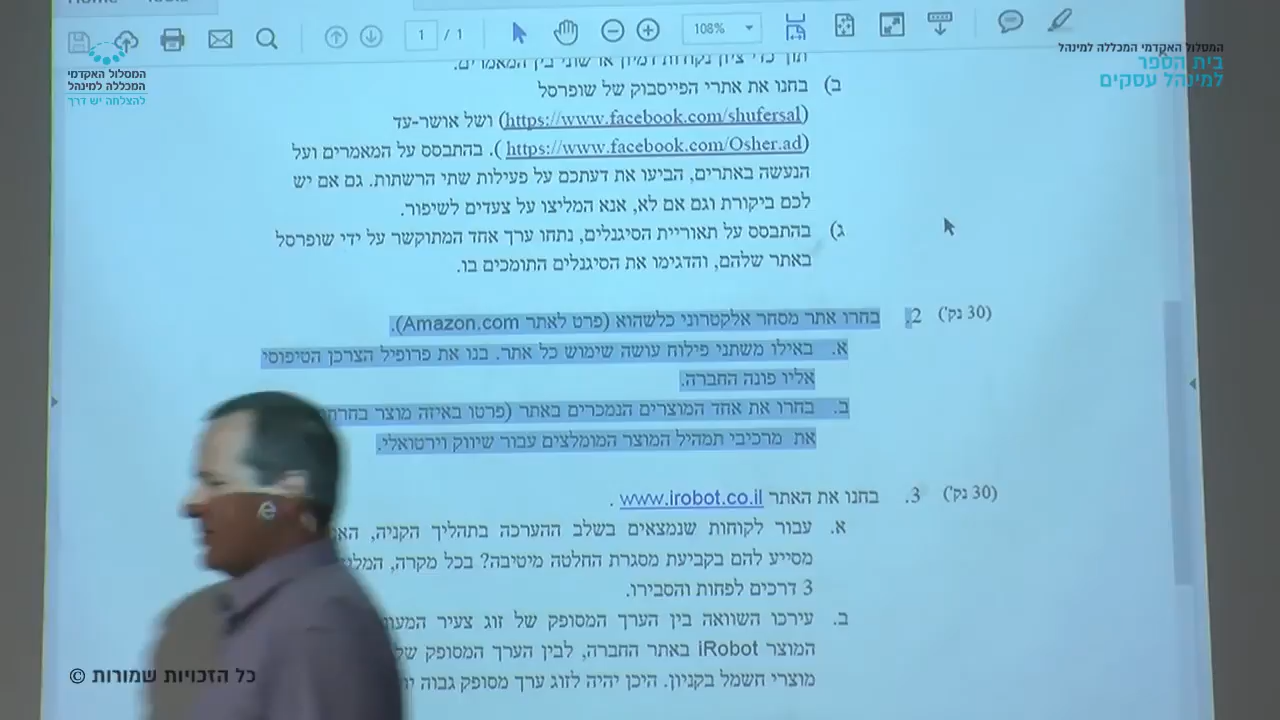 1 / 1
108%
המסלול האקדמי
המכללה למינהל
להצלחה יש דרך
המסלול האקדמי המכללה למינהל
בית הספר
למינהל עסקים
תוך כדי ציון נקודות דמיון או שוני בין המאמרים.
ב) בחנו את אתרי הפייסבוק של שופרסל
(https://www.facebook.com/shufersal) ושל אושר-עד
(https://www.facebook.com/Osher.ad ). בהתבסס על המאמרים ועל
הנעשה באתרים, הביעו את דעתכם על פעילות שתי הרשתות. גם אם יש
לכם ביקורת וגם אם לא, אנא המליצו על צעדים לשיפור.
ג) בהתבסס על תאוריית הסיגנלים, נתחו ערך אחד המתוקשר על ידי שופרסל
באתר שלהם, והדגימו את הסיגנלים התומכים בו.
(30 נק') 2. בחרו אתר מסחר אלקטרוני כלשהוא (פרט לאתר Amazon.com).
א. באילו משתני פילוח עושה שימוש כל אתר. בנו את פרופיל הצרכן הטיפוסי
אליו פונה החברה.
ב. בחרו את אחד המוצרים הנמכרים באתר (פרטו באיזה מוצר
את מרכיבי תמהיל המוצר המומלצים עבור שיווק וירטואלי.
(30 נק') 3. בחנו את האתר www.irobot.co.il .
א. עבור לקוחות שנמצאים בשלב ההערכה בתהליך הקניה,
מסייע להם בקביעת מסגרת החלטה מיטיבה? בכל מקרה,
3 דרכים לפחות והסבירו.
ב. עירכו השוואה בין הערך המסופק של זוג צעיר
המוצר iRobot באתר החברה, לבין הערך המסופק
מוצרי חשמל בקניון. היכן יהיה לזוג ערך מסופק גבוה
כל הזכויות שמורות ©